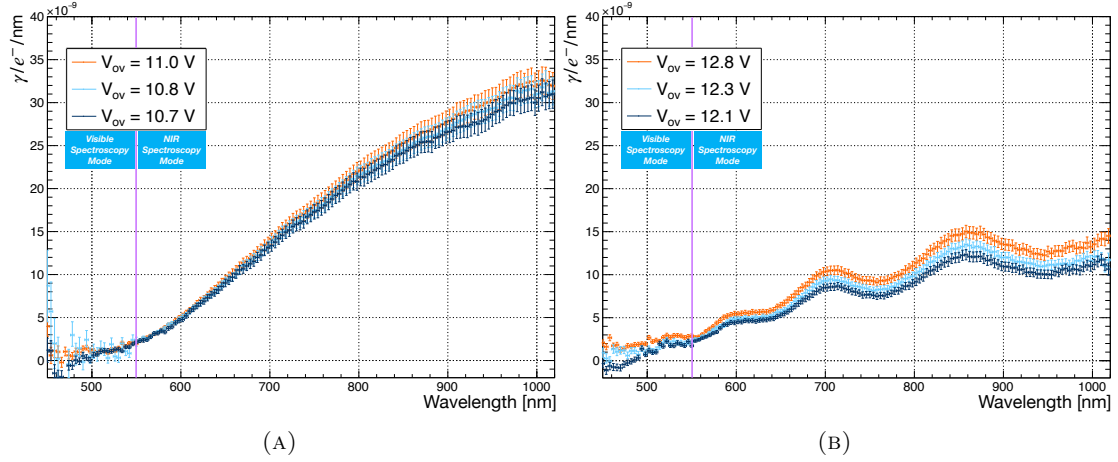 ×10⁻⁹
γ/e⁻/nm
40
35
30
25
20
15
10
5
0
V_ov = 11.0 V
V_ov = 10.8 V
V_ov = 10.7 V
Visible
Spectroscopy
Mode
NIR
Spectroscopy
Mode
500 600 700 800 900 1000
Wavelength [nm]
(A)
×10⁻⁹
γ/e⁻/nm
40
35
30
25
20
15
10
5
0
V_ov = 12.8 V
V_ov = 12.3 V
V_ov = 12.1 V
Visible
Spectroscopy
Mode
NIR
Spectroscopy
Mode
500 600 700 800 900 1000
Wavelength [nm]
(B)